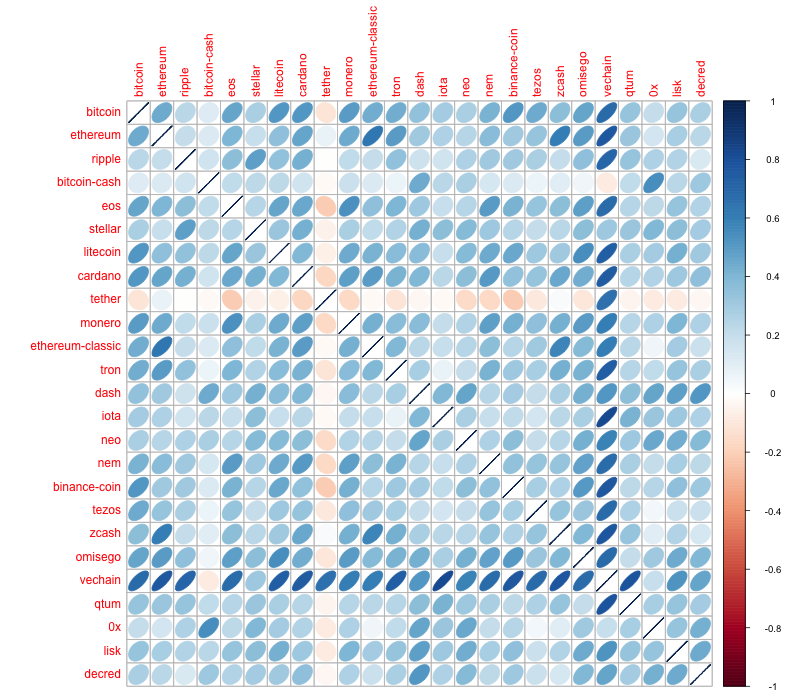 bitcoin
ethereum
ripple
bitcoin-cash
eos
stellar
litecoin
cardano
tether
monero
ethereum-classic
tron
dash
iota
neo
nem
binance-coin
tezos
zcash
omisego
vechain
qtum
0x
lisk
decred
bitcoin
ethereum
ripple
bitcoin-cash
eos
stellar
litecoin
cardano
tether
monero
ethereum-classic
tron
dash
iota
neo
nem
binance-coin
tezos
zcash
omisego
vechain
qtum
0x
lisk
decred
1
0.8
0.6
0.4
0.2
0
-0.2
-0.4
-0.6
-0.8
-1